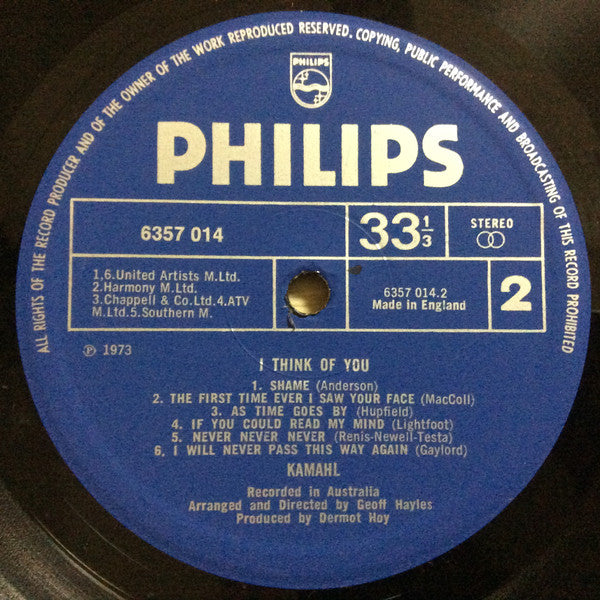 ALL RIGHTS OF THE RECORD PRODUCER AND OF THE OWNER OF THE WORK REPRODUCED RESERVED. COPYING, PUBLIC PERFORMANCE AND BROADCASTING OF THIS RECORD PROHIBITED
PHILIPS
PHILIPS
6357 014
33 1/3
STEREO
1,6.United Artists M.Ltd.
2.Harmony M.Ltd.
3.Chappell & Co.Ltd.4.ATV
M.Ltd.5.Southern M.
6357 014.2
Made in England
2
℗ 1973
I THINK OF YOU
1. SHAME (Anderson)
2. THE FIRST TIME EVER I SAW YOUR FACE (MacColl)
3. AS TIME GOES BY (Hupfield)
4. IF YOU COULD READ MY MIND (Lightfoot)
5. NEVER NEVER NEVER (Renis-Newell-Testa)
6. I WILL NEVER PASS THIS WAY AGAIN (Gaylord)
KAMAHL
Recorded in Australia
Arranged and Directed by Geoff Hayles
Produced by Dermot Hoy